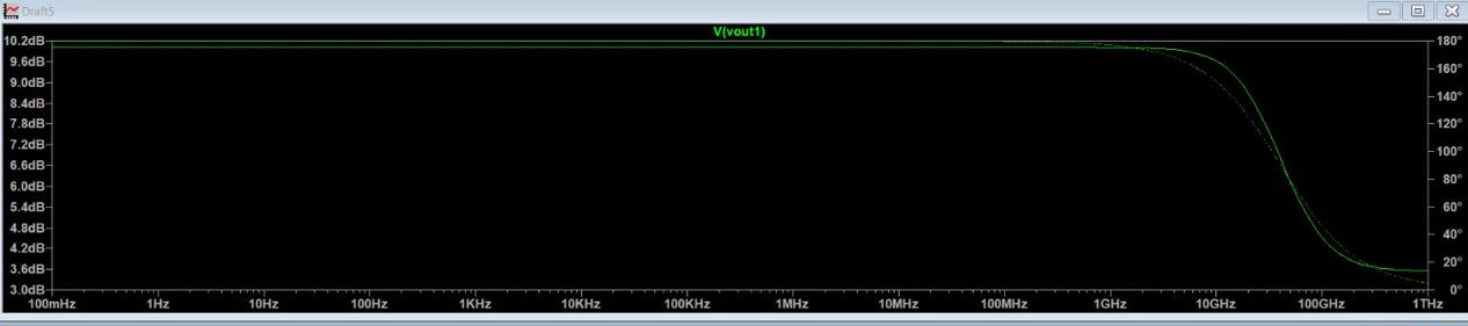 Draft5
V(vout1)
10.2dB
9.6dB
9.0dB
8.4dB
7.8dB
7.2dB
6.6dB
6.0dB
5.4dB
4.8dB
4.2dB
3.6dB
3.0dB
180°
160°
140°
120°
100°
80°
60°
40°
20°
0°
100mHz 1Hz 10Hz 100Hz 1KHz 10KHz 100KHz 1MHz 10MHz 100MHz 1GHz 10GHz 100GHz 1THz